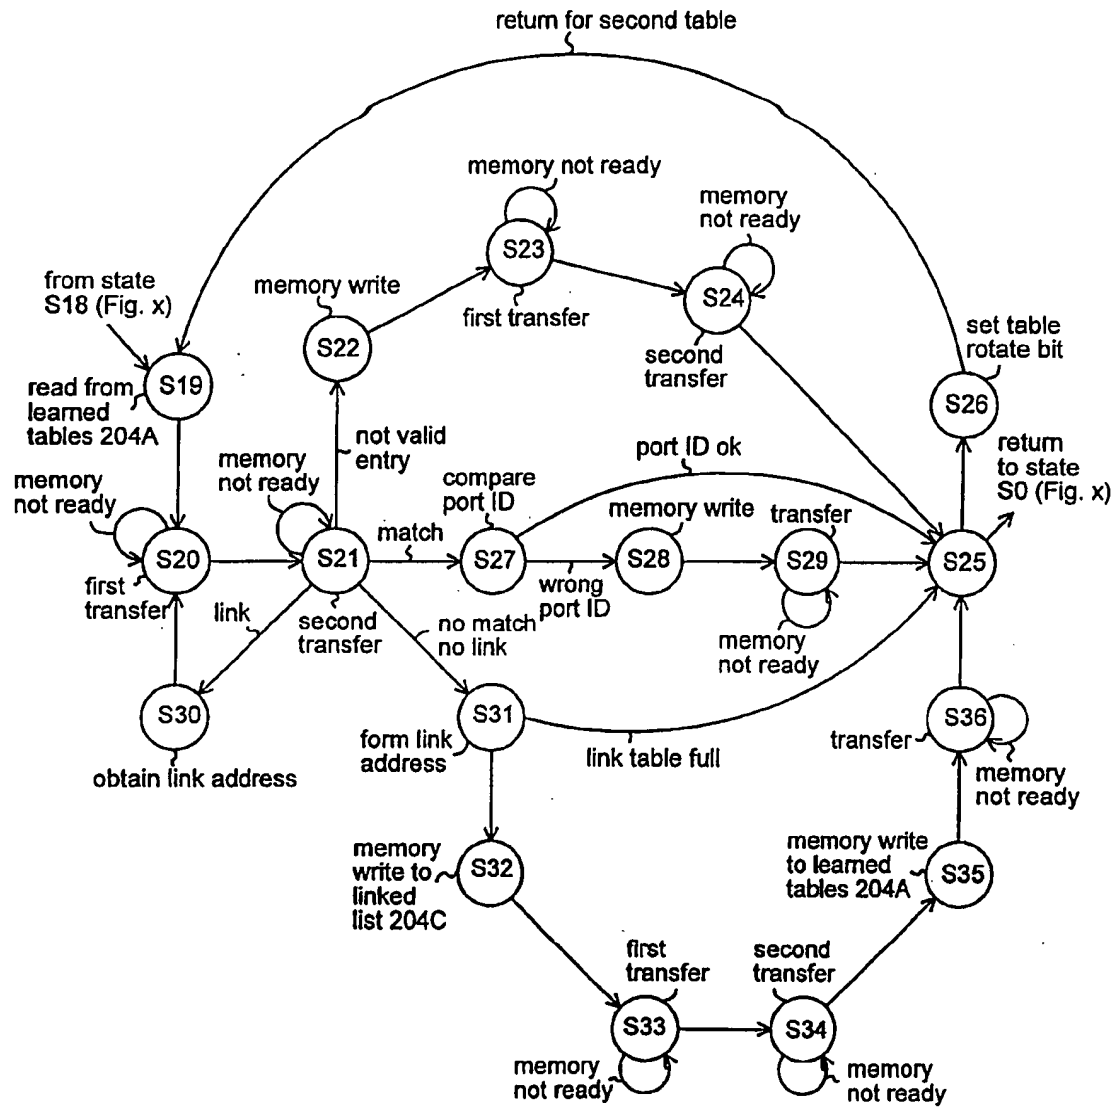 return for second table
memory not ready
S23
first transfer
memory
not ready
S24
second
transfer
from state
S18 (Fig. x)
memory write
S22
S19
read from
learned
tables 204A
set table
rotate bit
S26
return
to state
S0 (Fig. x)
not valid
entry
port ID ok
memory
not ready
memory
not ready
compare
port ID
memory write
transfer
match
S20
S21
S27
S28
S29
S25
first
transfer
link
second
transfer
wrong
port ID
no match
no link
memory
not ready
S30
obtain link address
S31
form link
address
link table full
S36
transfer
memory
not ready
memory
write to
linked
list 204C
S32
memory write
to learned
tables 204A
S35
first
transfer
second
transfer
S33
S34
memory
not ready
memory
not ready